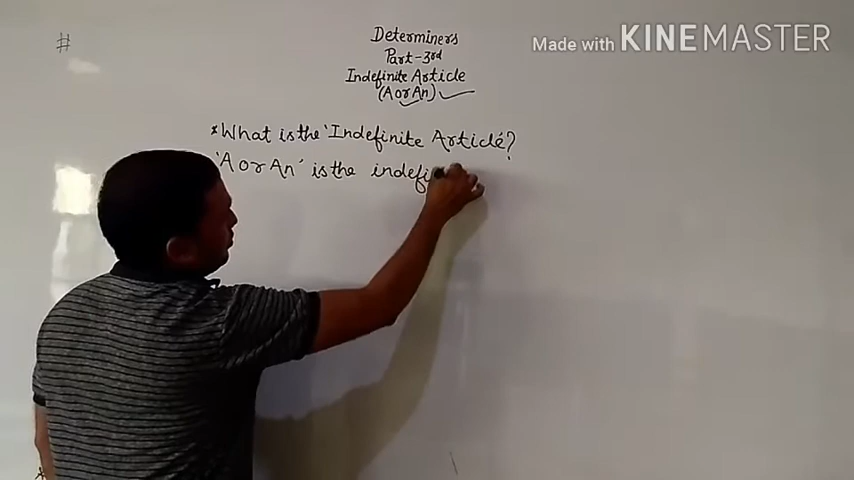 #
Determiners
Part-3rd
Indefinite Article
(A or An)
Made with KINEMASTER
*What is the 'Indefinite Article'?
'A or An' is the indefi